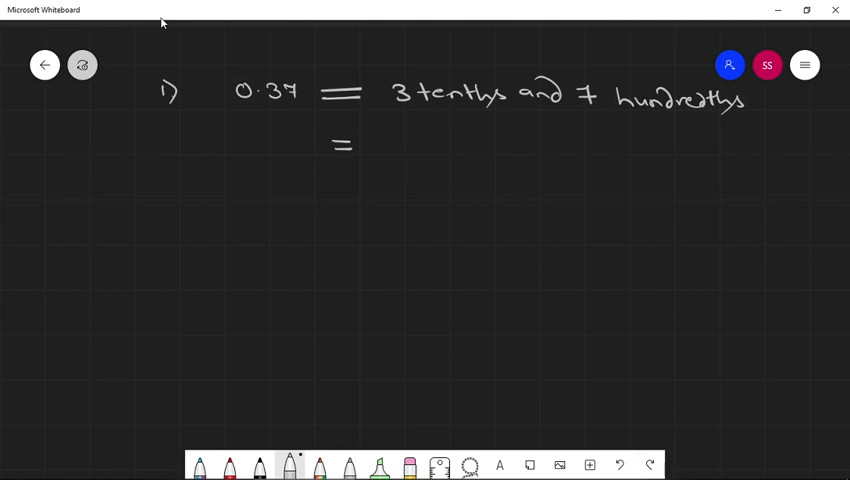 Microsoft Whiteboard
SS
1) 0.37 = 3 tenths and 7 hundredths
=
A